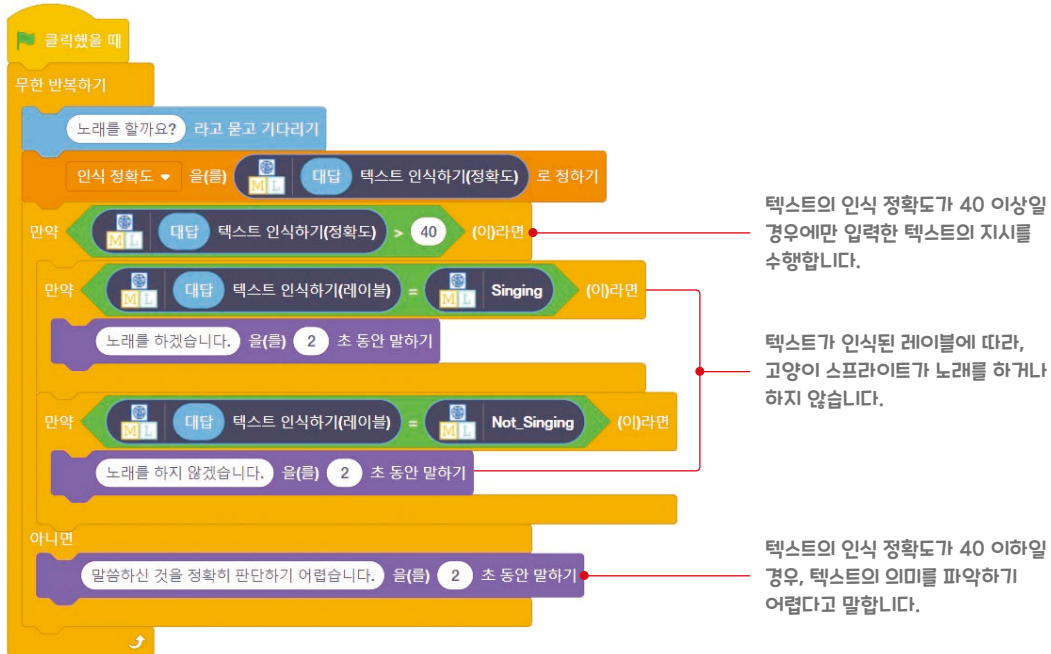 클릭했을 때
무한 반복하기
노래를 할까요? 라고 묻고 기다리기
인식 정확도 을(를) ML 대답 텍스트 인식하기(정확도) 로 정하기
만약 ML 대답 텍스트 인식하기(정확도) > 40 (이)라면
텍스트의 인식 정확도가 40 이상일
경우에만 입력한 텍스트의 지시를
수행합니다.
만약 ML 대답 텍스트 인식하기(레이블) = ML Singing (이)라면
노래를 하겠습니다. 을(를) 2 초 동안 말하기
텍스트가 인식된 레이블에 따라,
고양이 스프라이트가 노래를 하거나
하지 않습니다.
만약 ML 대답 텍스트 인식하기(레이블) = ML Not_Singing (이)라면
노래를 하지 않겠습니다. 을(를) 2 초 동안 말하기
아니면
말씀하신 것을 정확히 판단하기 어렵습니다. 을(를) 2 초 동안 말하기
텍스트의 인식 정확도가 40 이하일
경우, 텍스트의 의미를 파악하기
어렵다고 말합니다.